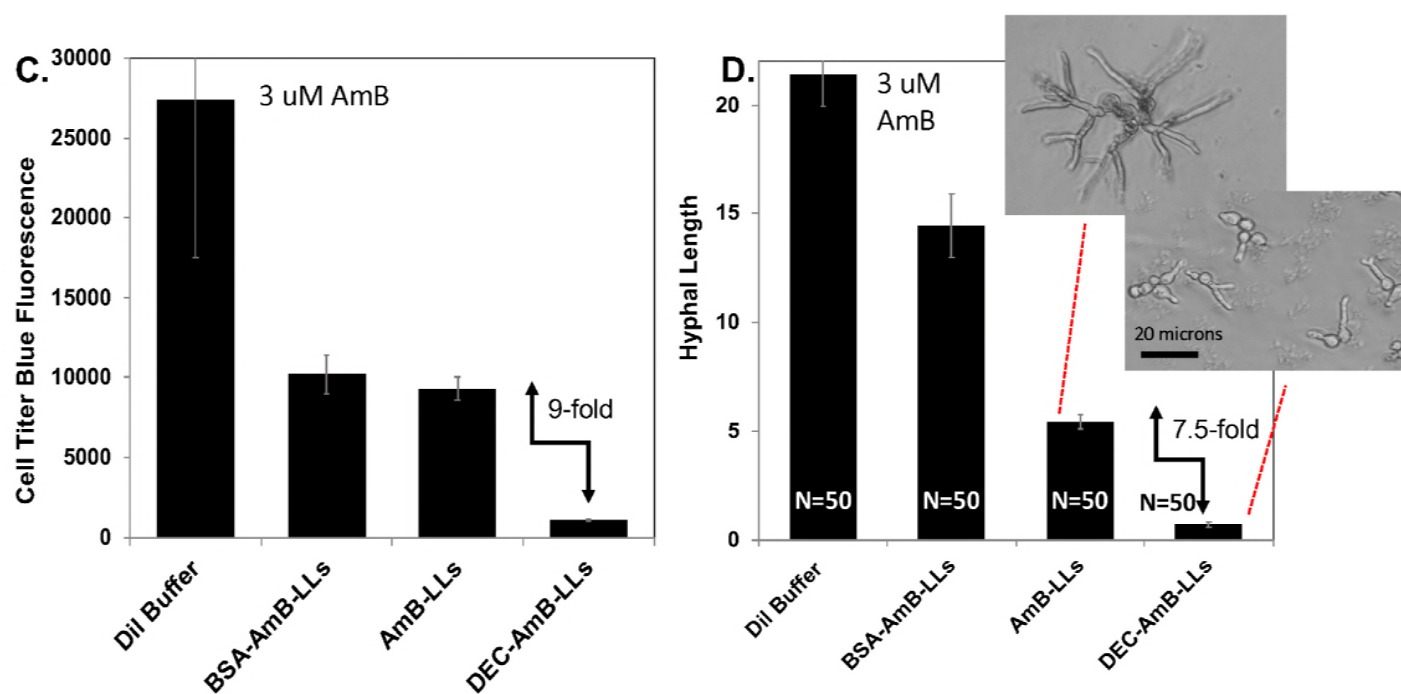 C.
3 uM AmB
Cell Titer Blue Fluorescence
30000
25000
20000
15000
10000
5000
0
9-fold
Dil Buffer
BSA-AmB-LLs
AmB-LLs
DEC-AmB-LLs
D.
3 uM
AmB
Hyphal Length
20
15
10
5
0
20 microns
7.5-fold
N=50
N=50
N=50
N=50
Dil Buffer
BSA-AmB-LLs
AmB-LLs
DEC-AmB-LLs